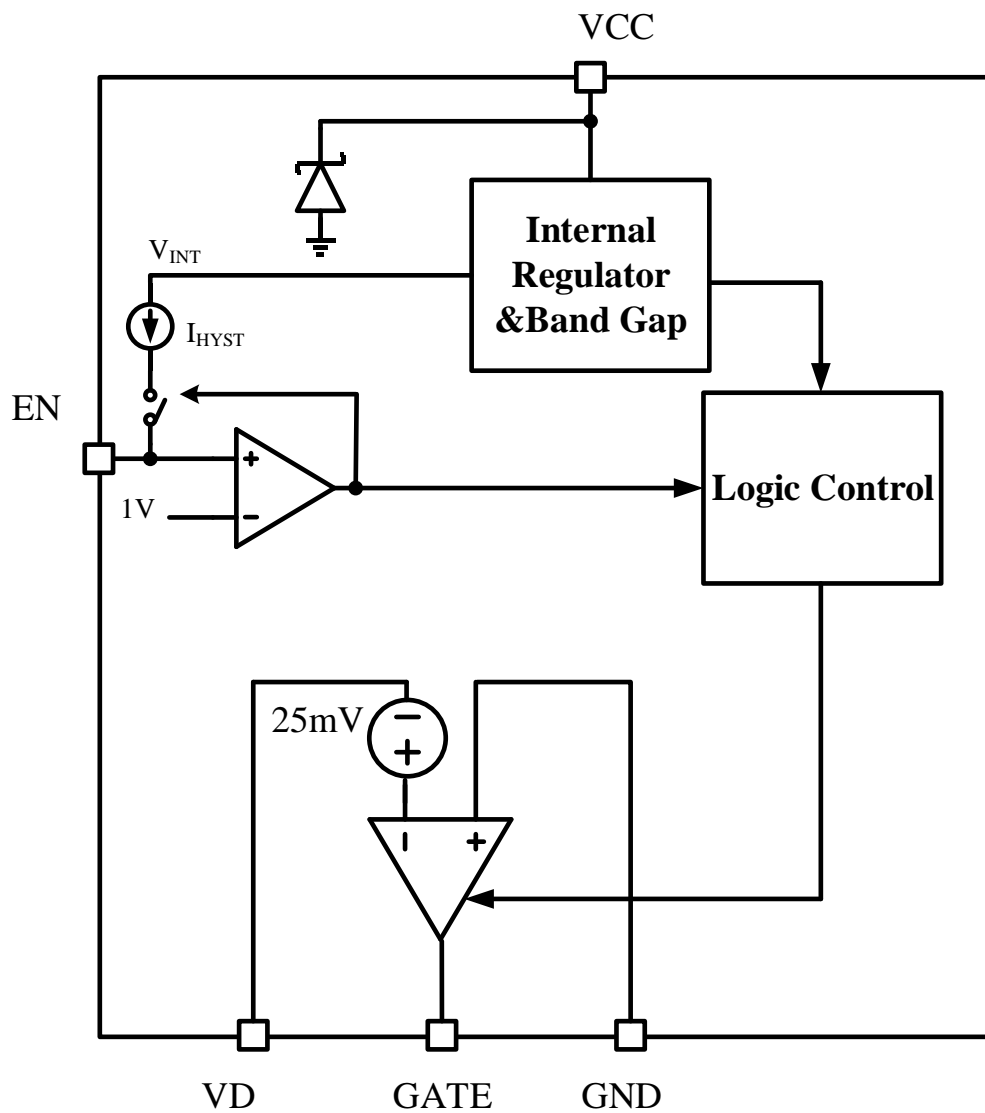 VCC
Internal
Regulator
&Band Gap
VINT
IHYST
EN
+
1V
−
Logic Control
25mV
−
+
−
+
VD
GATE
GND